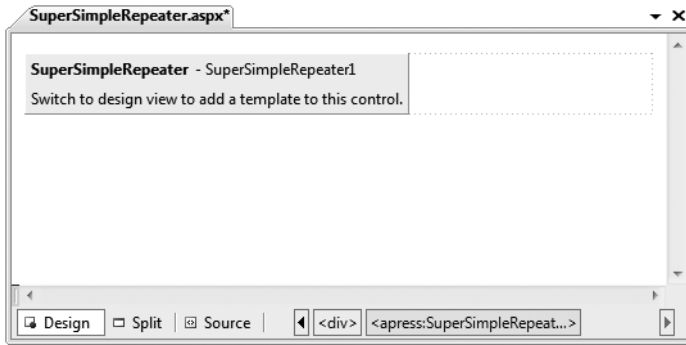 SuperSimpleRepeater.aspx*
SuperSimpleRepeater - SuperSimpleRepeater1
Switch to design view to add a template to this control.
Design Split Source <div> <apress:SuperSimpleRepeat...>